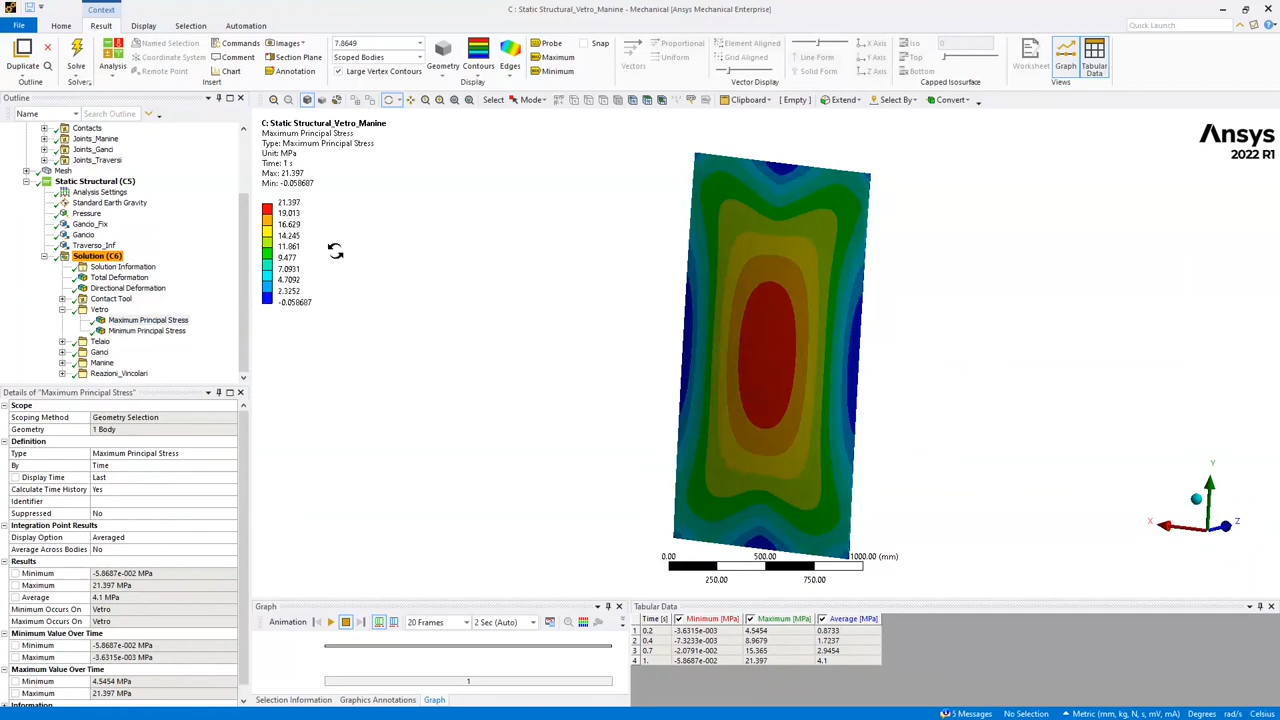 Context
C : Static Structural_Vetro_Manine - Mechanical [Ansys Mechanical Enterprise]
File Home Result Display Selection Automation
Quick Launch
Duplicate
Outline
Solve
Solver
Analysis
Named Selection
Coordinate System
Remote Point
Commands
Comment
Chart
Images
Section Plane
Annotation
Insert
7.8649
Scoped Bodies
Large Vertex Contours
Geometry
Contours
Edges
Display
Probe
Maximum
Minimum
Snap
Vectors
Proportional
Uniform
Element Aligned
Grid Aligned
Line Form
Solid Form
X Axis
Y Axis
Z Axis
Vector Display
Iso
Top
Bottom
0
Capped Isosurface
Worksheet
Graph
Tabular Data
Views
Outline
Name
Search Outline
Select Mode Clipboard [ Empty ] Extend Select By Convert
Contacts
Joints_Manine
Joints_Ganci
Joints_Traversi
Mesh
Static Structural (C5)
Analysis Settings
Standard Earth Gravity
Pressure
Gancio_Fix
Gancio
Traverso_Inf
Solution (C6)
Solution Information
Total Deformation
Directional Deformation
Contact Tool
Vetro
Maximum Principal Stress
Minimum Principal Stress
Telaio
Ganci
Manine
Reazioni_Vincolari
Details of "Maximum Principal Stress"
Scope
Scoping Method Geometry Selection
Geometry 1 Body
Definition
Type Maximum Principal Stress
By Time
Display Time Last
Calculate Time History Yes
Identifier
Suppressed No
Integration Point Results
Display Option Averaged
Average Across Bodies No
Results
Minimum -5.8687e-002 MPa
Maximum 21.397 MPa
Average 4.1 MPa
Minimum Occurs On Vetro
Maximum Occurs On Vetro
Minimum Value Over Time
Minimum -5.8687e-002 MPa
Maximum -3.6315e-003 MPa
Maximum Value Over Time
Minimum 4.5454 MPa
Maximum 21.397 MPa
Information
C: Static Structural_Vetro_Manine
Maximum Principal Stress
Type: Maximum Principal Stress
Unit: MPa
Time: 1 s
Max: 21.397
Min: -0.058687
21.397
19.013
16.629
14.245
11.861
9.477
7.0931
4.7092
2.3252
-0.058687
Ansys
2022 R1
Y
X
Z
0.00 500.00 1000.00 (mm)
250.00 750.00
Graph
Animation 20 Frames 2 Sec (Auto)
1
Selection Information Graphics Annotations Graph
Tabular Data
Time [s] Minimum [MPa] Maximum [MPa] Average [MPa]
1 0.2 -3.6315e-003 4.5454 0.8733
2 0.4 -7.3233e-003 8.9679 1.7237
3 0.7 -2.0791e-002 15.365 2.9454
4 1. -5.8687e-002 21.397 4.1
5 Messages No Selection Metric (mm, kg, N, s, mV, mA) Degrees rad/s Celsius